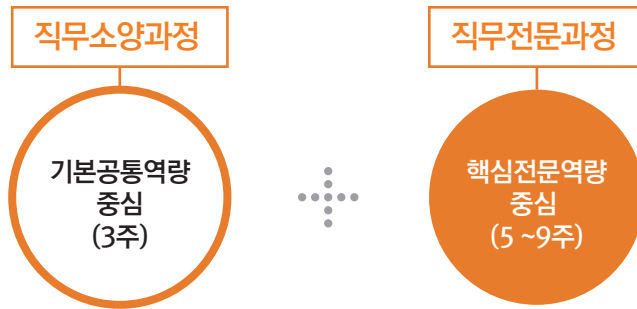 직무소양과정
직무전문과정
기본공통역량
중심
(3주)
핵심전문역량
중심
(5 ~9주)